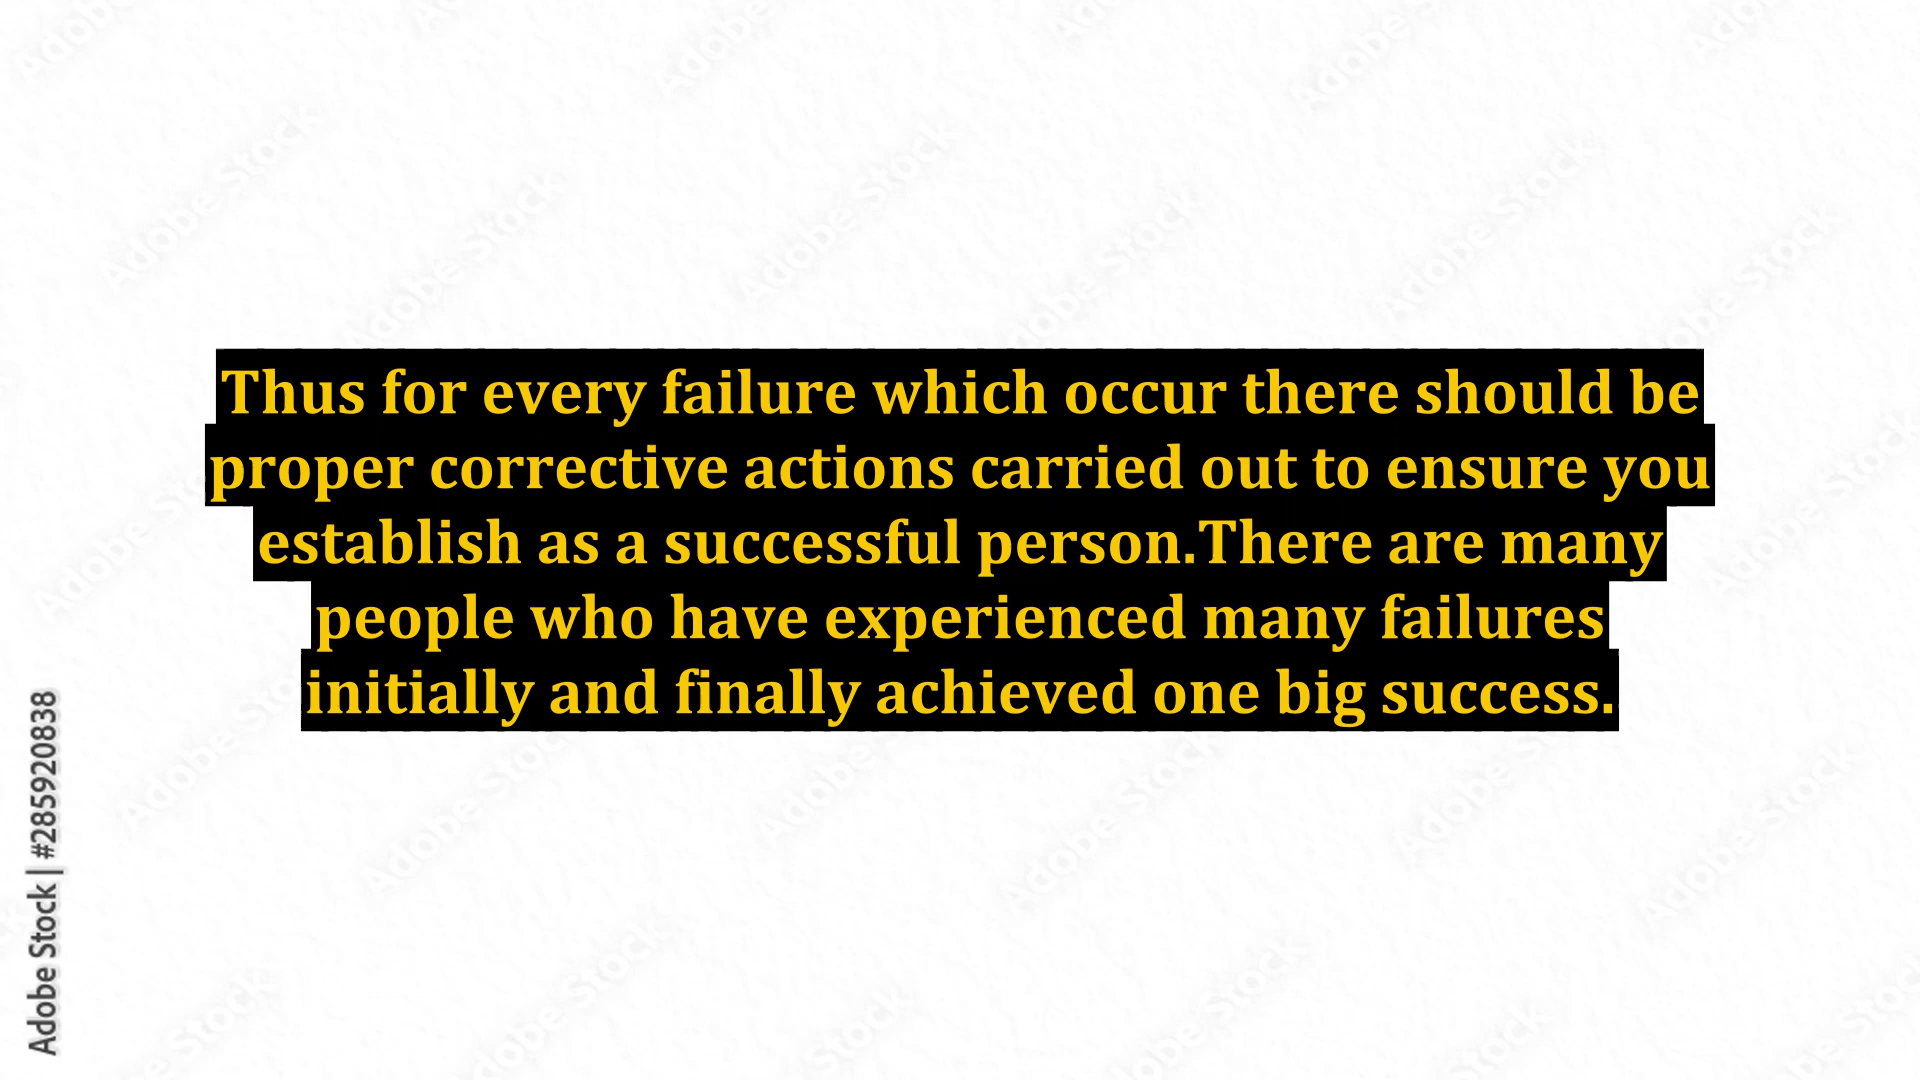 Thus for every failure which occur there should be
proper corrective actions carried out to ensure you
establish as a successful person.There are many
people who have experienced many failures
initially and finally achieved one big success.
Adobe Stock | #285920838